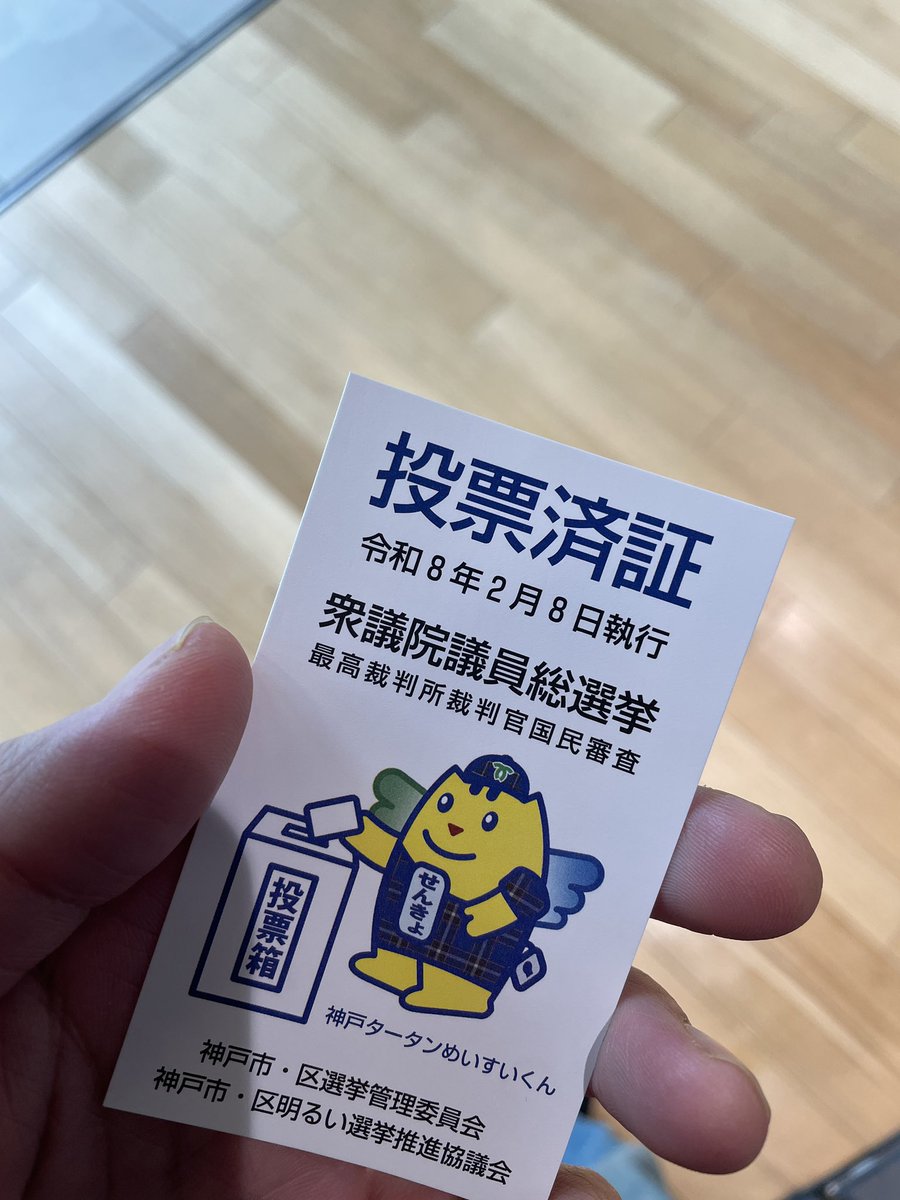 投票済証
令和8年2月8日執行
衆議院議員総選挙
最高裁判所裁判官国民審査
投票箱
せんきょ
神戸タータンめいすいくん
神戸市・区選挙管理委員会
神戸市・区明るい選挙推進協議会